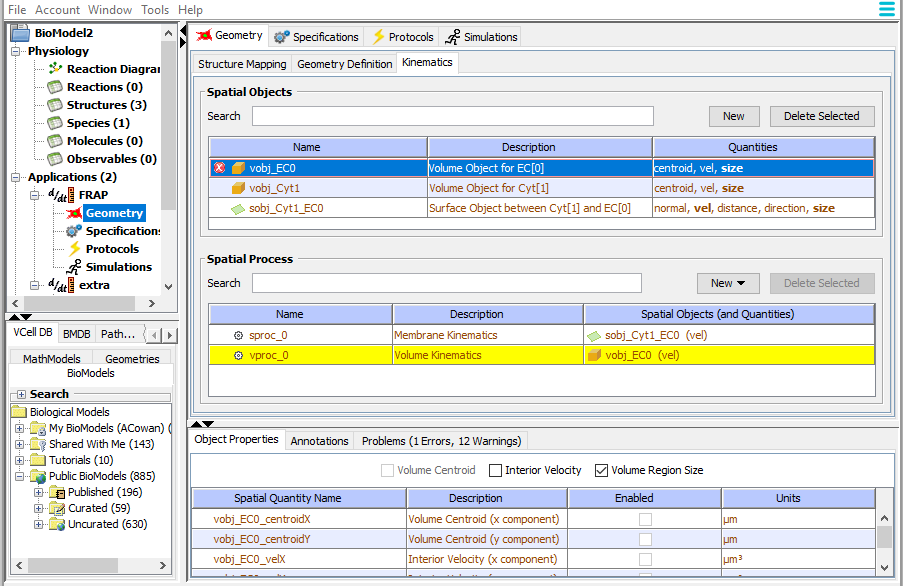 File Account Window Tools Help
BioModel2
Physiology
Reaction Diagra
Reactions (0)
Structures (3)
Species (1)
Molecules (0)
Observables (0)
Applications (2)
d/dt FRAP
Geometry
Specifications
Protocols
Simulations
d/dt extra
VCell DB BMDB Path...
MathModels Geometries
BioModels
Search
Biological Models
My BioModels (ACowan) (
Shared With Me (143)
Tutorials (10)
Public BioModels (885)
Published (196)
Curated (59)
Uncurated (630)
Geometry Specifications Protocols Simulations
Structure Mapping Geometry Definition Kinematics
Spatial Objects
Search New Delete Selected
Name Description Quantities
vobj_EC0 Volume Object for EC[0] centroid, vel, size
vobj_Cyt1 Volume Object for Cyt[1] centroid, vel, size
sobj_Cyt1_EC0 Surface Object between Cyt[1] and EC[0] normal, vel, distance, direction, size
Spatial Process
Search New Delete Selected
Name Description Spatial Objects (and Quantities)
sproc_0 Membrane Kinematics sobj_Cyt1_EC0 (vel)
vproc_0 Volume Kinematics vobj_EC0 (vel)
Object Properties Annotations Problems (1 Errors, 12 Warnings)
Volume Centroid Interior Velocity Volume Region Size
Spatial Quantity Name Description Enabled Units
vobj_EC0_centroidX Volume Centroid (x component) μm
vobj_EC0_centroidY Volume Centroid (y component) μm
vobj_EC0_velX Interior Velocity (x component) μm³